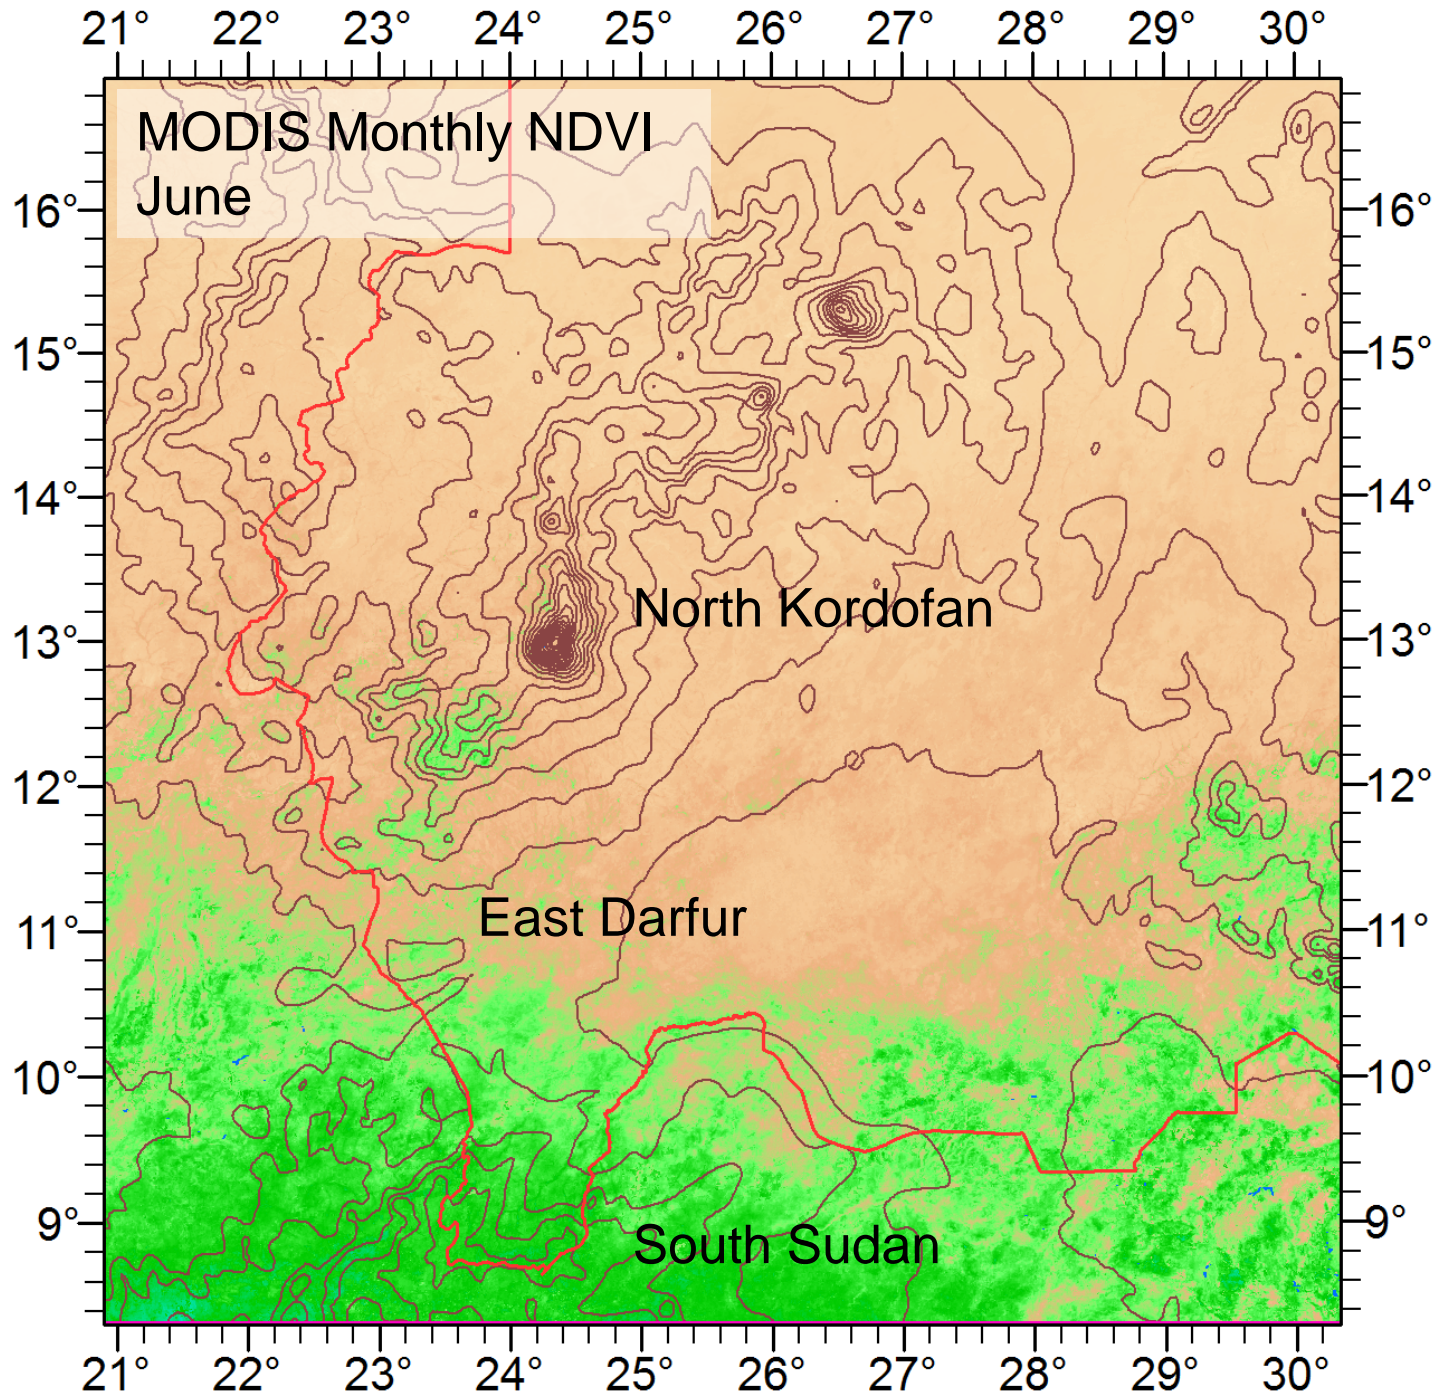 21° 22° 23° 24° 25° 26° 27° 28° 29° 30°
MODIS Monthly NDVI
June
16° 16°
15° 15°
14° 14°
North Kordofan
13° 13°
12° 12°
East Darfur
11° 11°
10° 10°
9° 9°
South Sudan
21° 22° 23° 24° 25° 26° 27° 28° 29° 30°